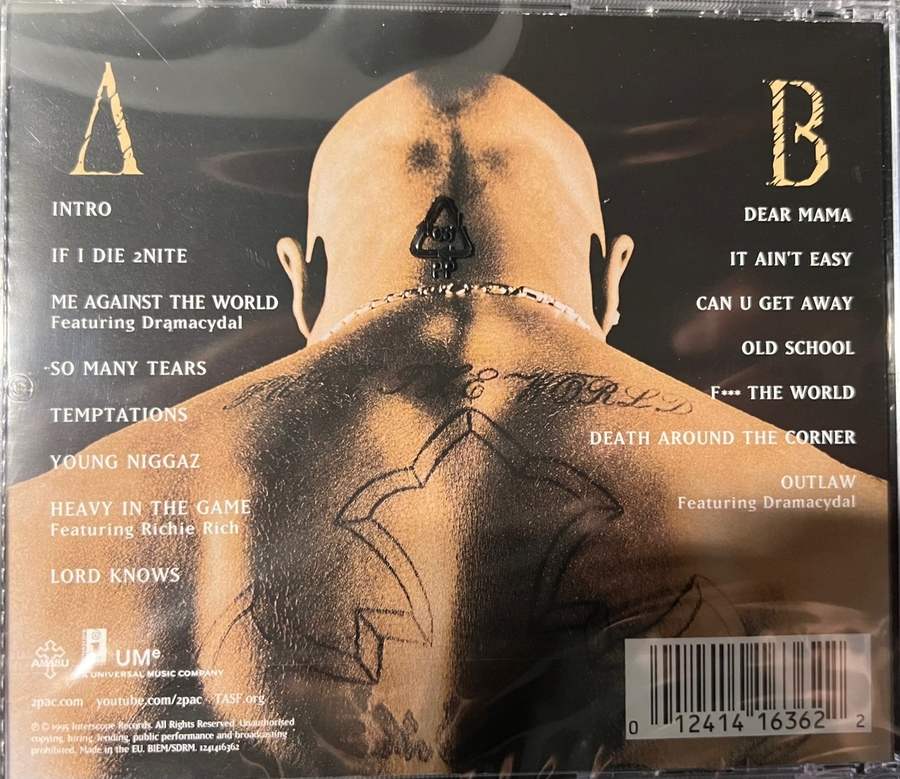 A
INTRO
IF I DIE 2NITE
ME AGAINST THE WORLD
Featuring Dramacydal
SO MANY TEARS
TEMPTATIONS
YOUNG NIGGAZ
HEAVY IN THE GAME
Featuring Richie Rich
LORD KNOWS
B
DEAR MAMA
IT AIN'T EASY
CAN U GET AWAY
OLD SCHOOL
F*** THE WORLD
DEATH AROUND THE CORNER
OUTLAW
Featuring Dramacydal
THE WORLD
PP
AMARU
UMe
A UNIVERSAL MUSIC COMPANY
2pac.com youtube.com/2pac TASF.org
℗ © 1995 Interscope Records. All Rights Reserved. Unauthorised
copying, hiring, lending, public performance and broadcasting
prohibited. Made in the EU. BIEM/SDRM. 1241416362
0 12414 16362 2